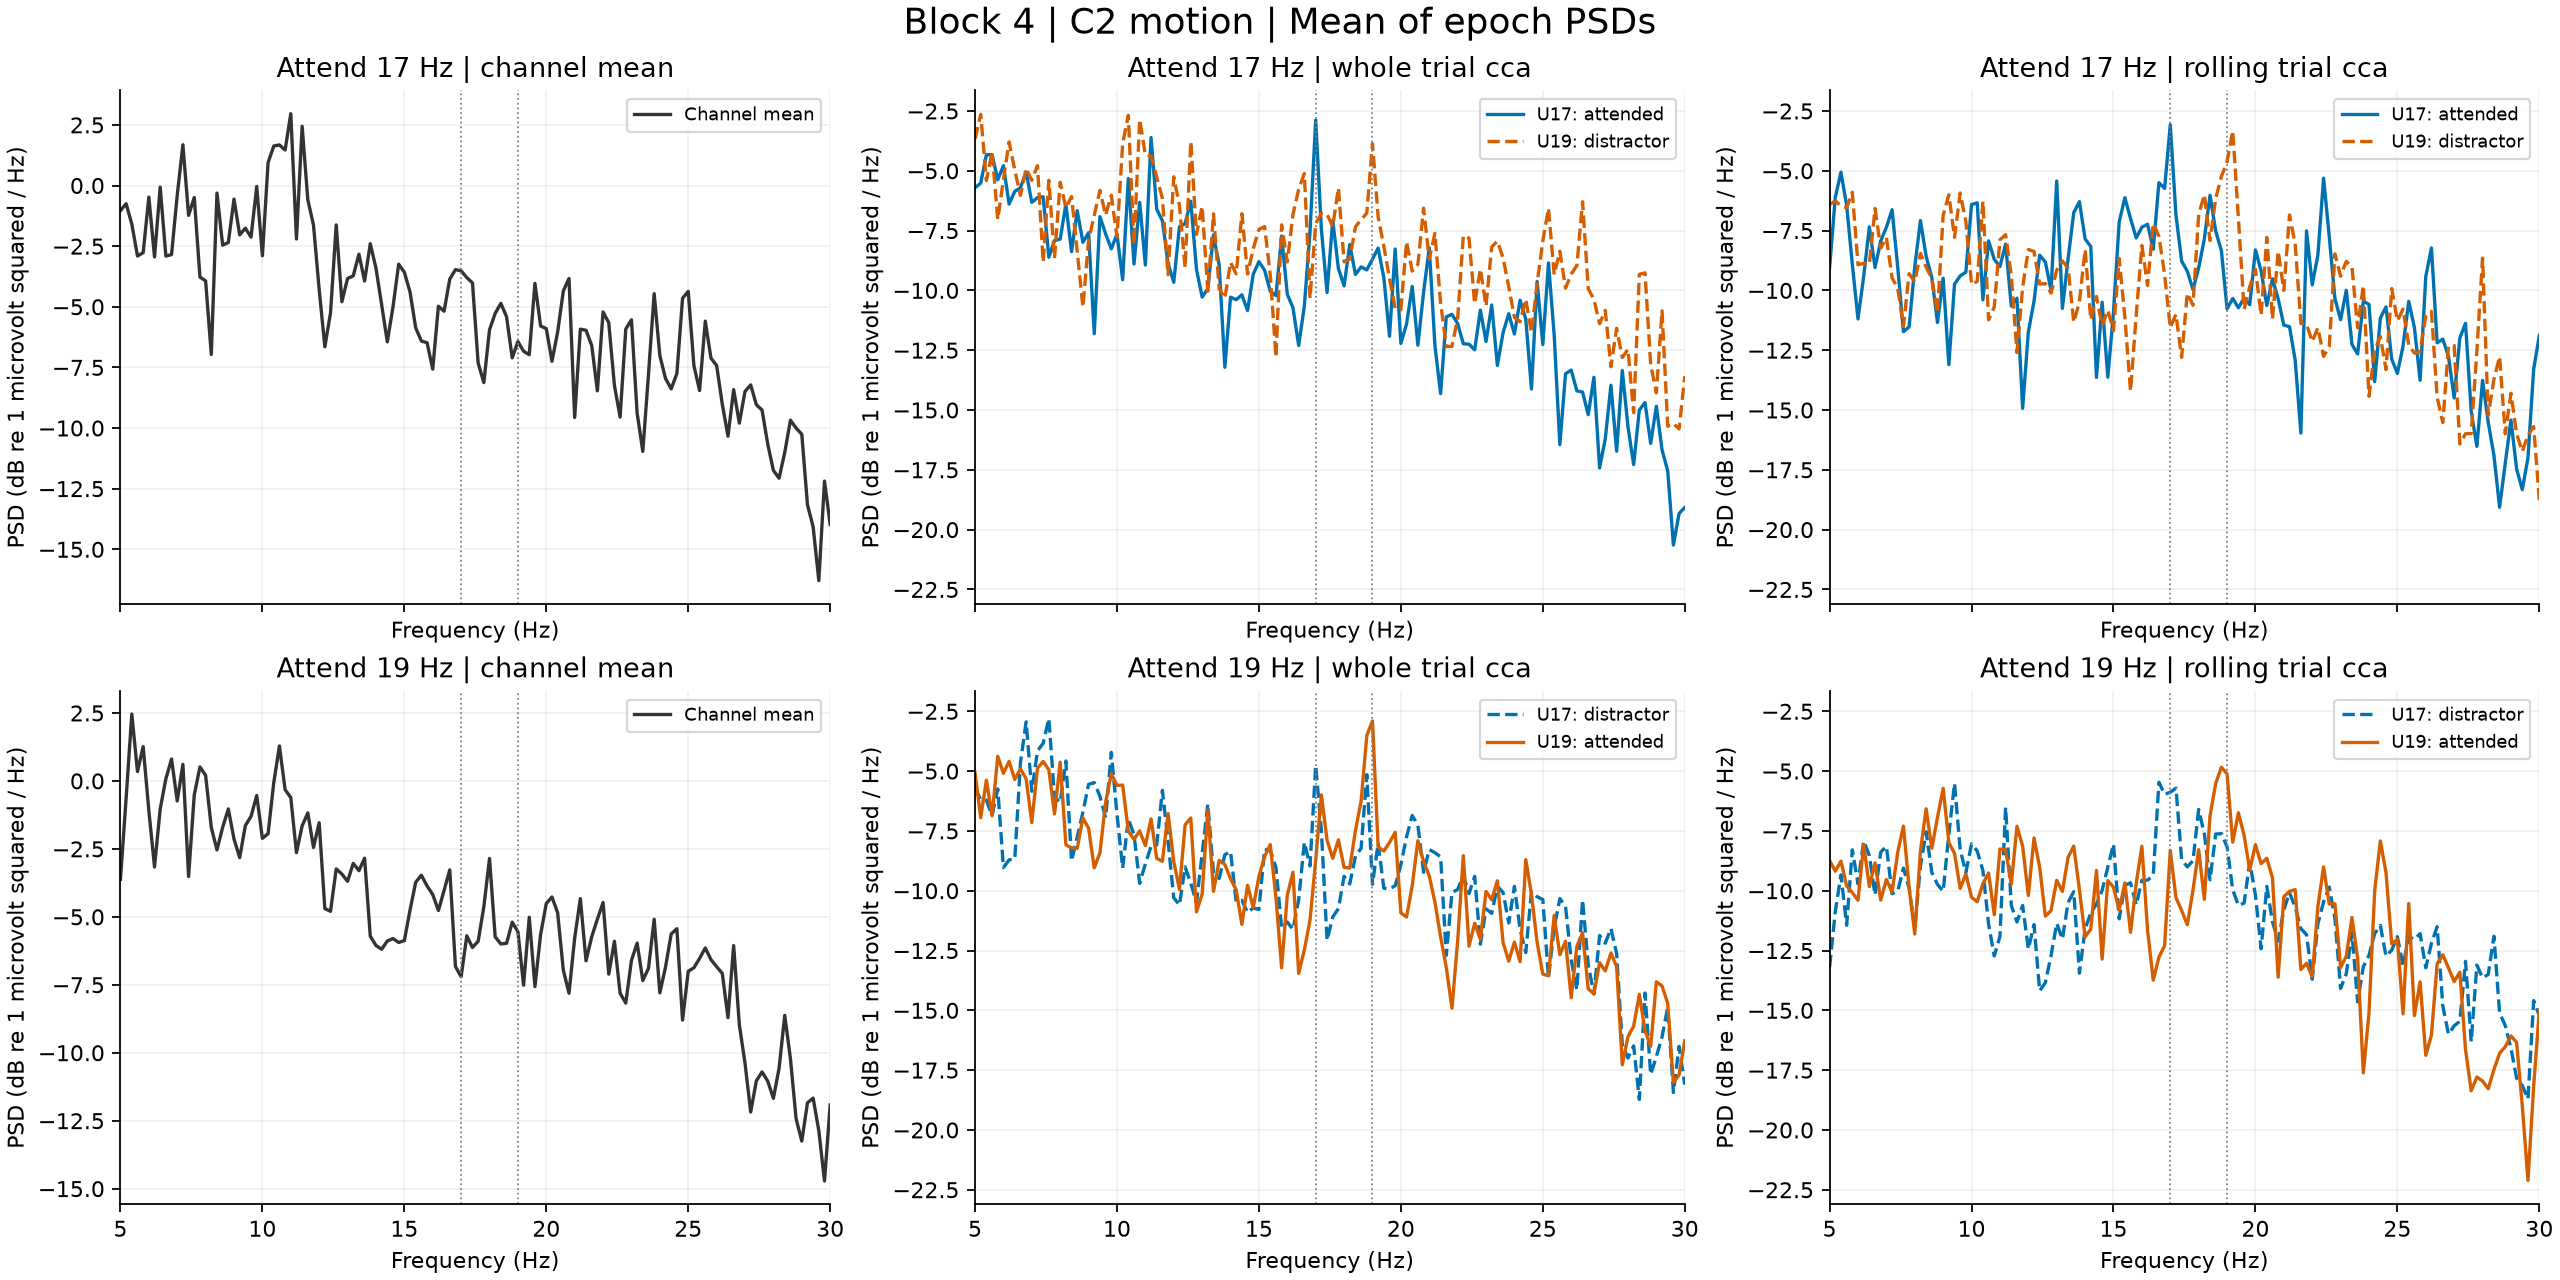 Block 4 | C2 motion | Mean of epoch PSDs
Attend 17 Hz | channel mean
PSD (dB re 1 microvolt squared / Hz)
2.5
0.0
−2.5
−5.0
−7.5
−10.0
−12.5
−15.0
Channel mean
Frequency (Hz)
Attend 17 Hz | whole trial cca
PSD (dB re 1 microvolt squared / Hz)
−2.5
−5.0
−7.5
−10.0
−12.5
−15.0
−17.5
−20.0
−22.5
U17: attended
U19: distractor
Frequency (Hz)
Attend 17 Hz | rolling trial cca
PSD (dB re 1 microvolt squared / Hz)
−2.5
−5.0
−7.5
−10.0
−12.5
−15.0
−17.5
−20.0
−22.5
U17: attended
U19: distractor
Frequency (Hz)
Attend 19 Hz | channel mean
PSD (dB re 1 microvolt squared / Hz)
2.5
0.0
−2.5
−5.0
−7.5
−10.0
−12.5
−15.0
Channel mean
5 10 15 20 25 30
Frequency (Hz)
Attend 19 Hz | whole trial cca
PSD (dB re 1 microvolt squared / Hz)
−2.5
−5.0
−7.5
−10.0
−12.5
−15.0
−17.5
−20.0
−22.5
U17: distractor
U19: attended
5 10 15 20 25 30
Frequency (Hz)
Attend 19 Hz | rolling trial cca
PSD (dB re 1 microvolt squared / Hz)
−2.5
−5.0
−7.5
−10.0
−12.5
−15.0
−17.5
−20.0
−22.5
U17: distractor
U19: attended
5 10 15 20 25 30
Frequency (Hz)